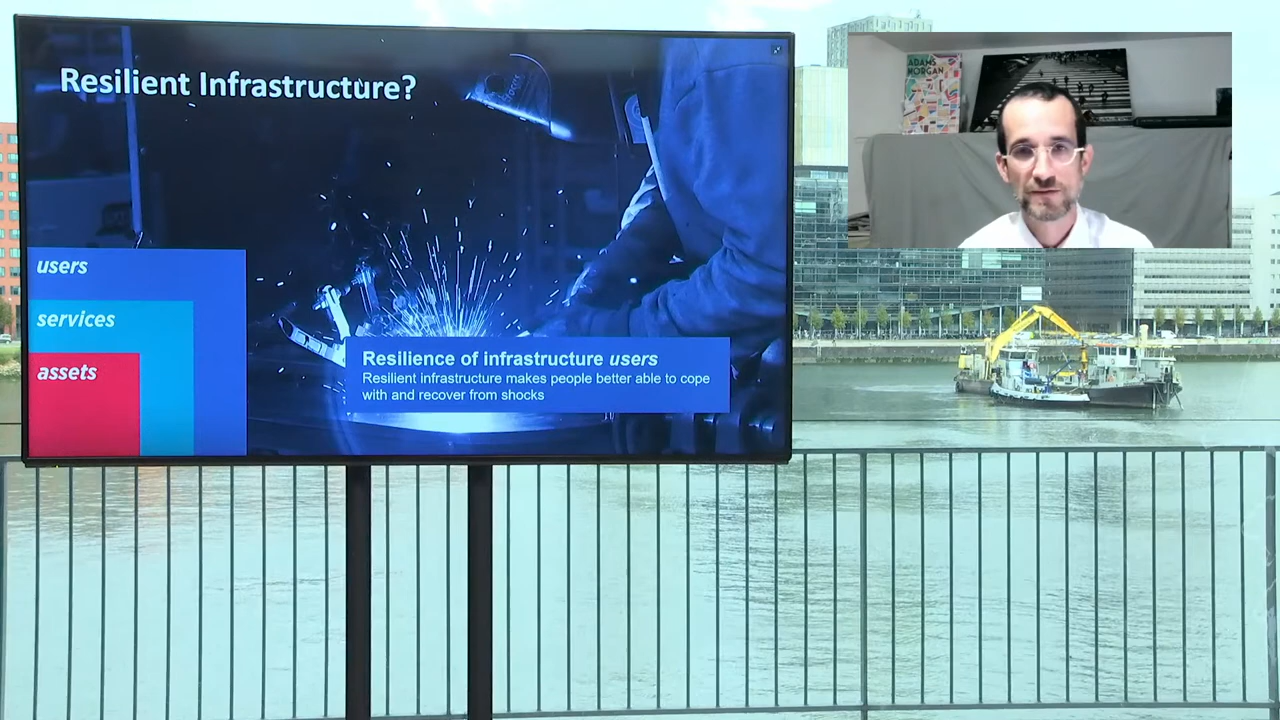 Resilient Infrastructure?
users
services
assets
Resilience of infrastructure users
Resilient infrastructure makes people better able to cope
with and recover from shocks
ADAMS
MORGAN